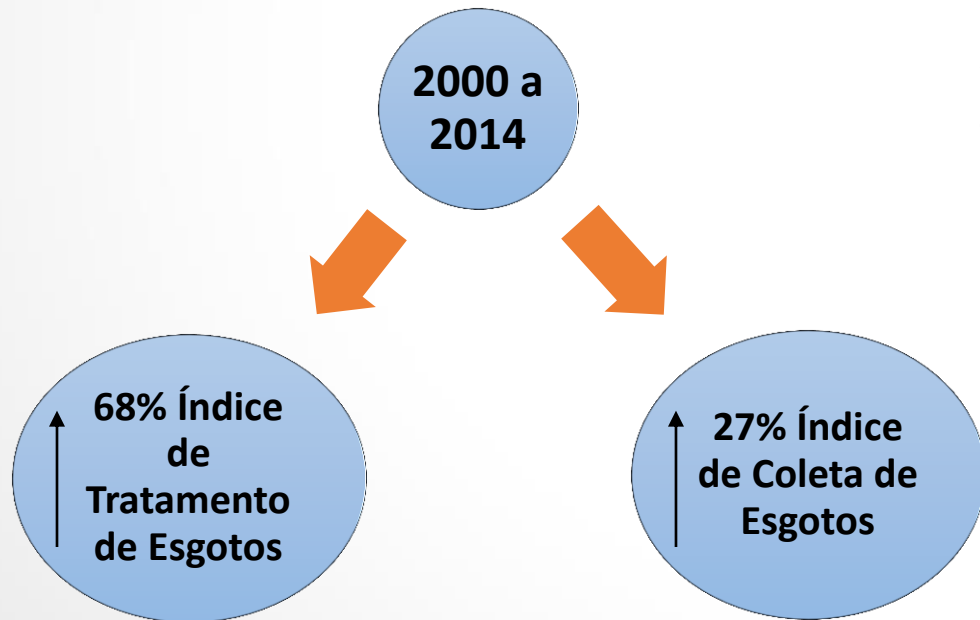 2000 a
2014
68% Índice
de
Tratamento
de Esgotos
27% Índice
de Coleta de
Esgotos